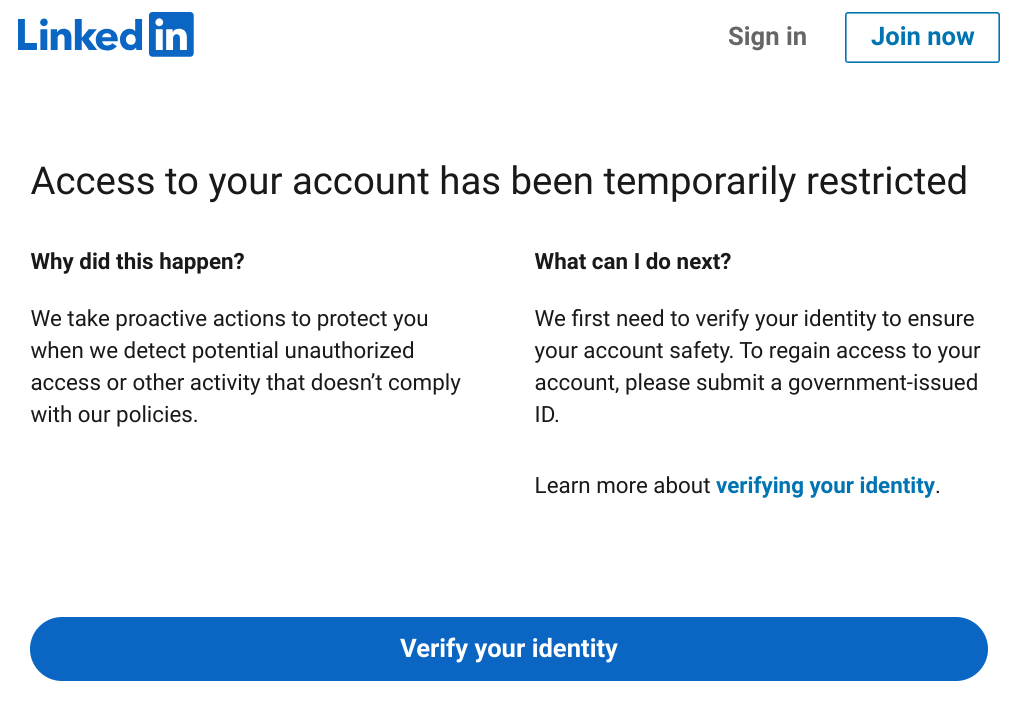 Linked in
Sign in
Join now
Access to your account has been temporarily restricted
Why did this happen?
We take proactive actions to protect you
when we detect potential unauthorized
access or other activity that doesn’t comply
with our policies.
What can I do next?
We first need to verify your identity to ensure
your account safety. To regain access to your
account, please submit a government-issued
ID.
Learn more about verifying your identity.
Verify your identity